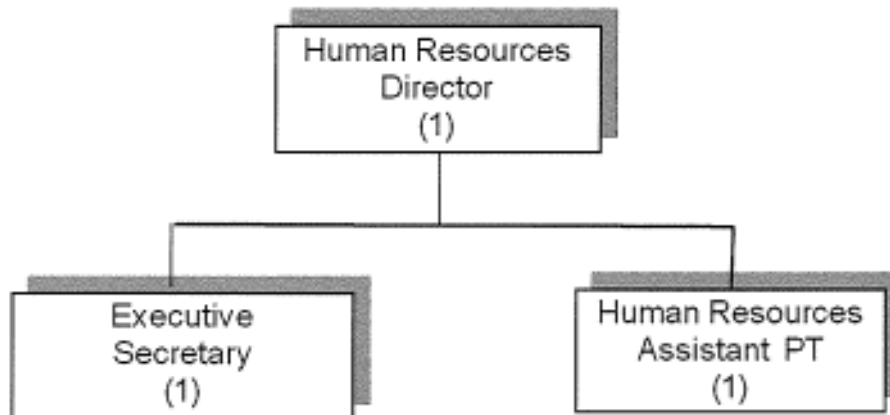 Human Resources
Director
(1)
Executive
Secretary
(1)
Human Resources
Assistant PT
(1)